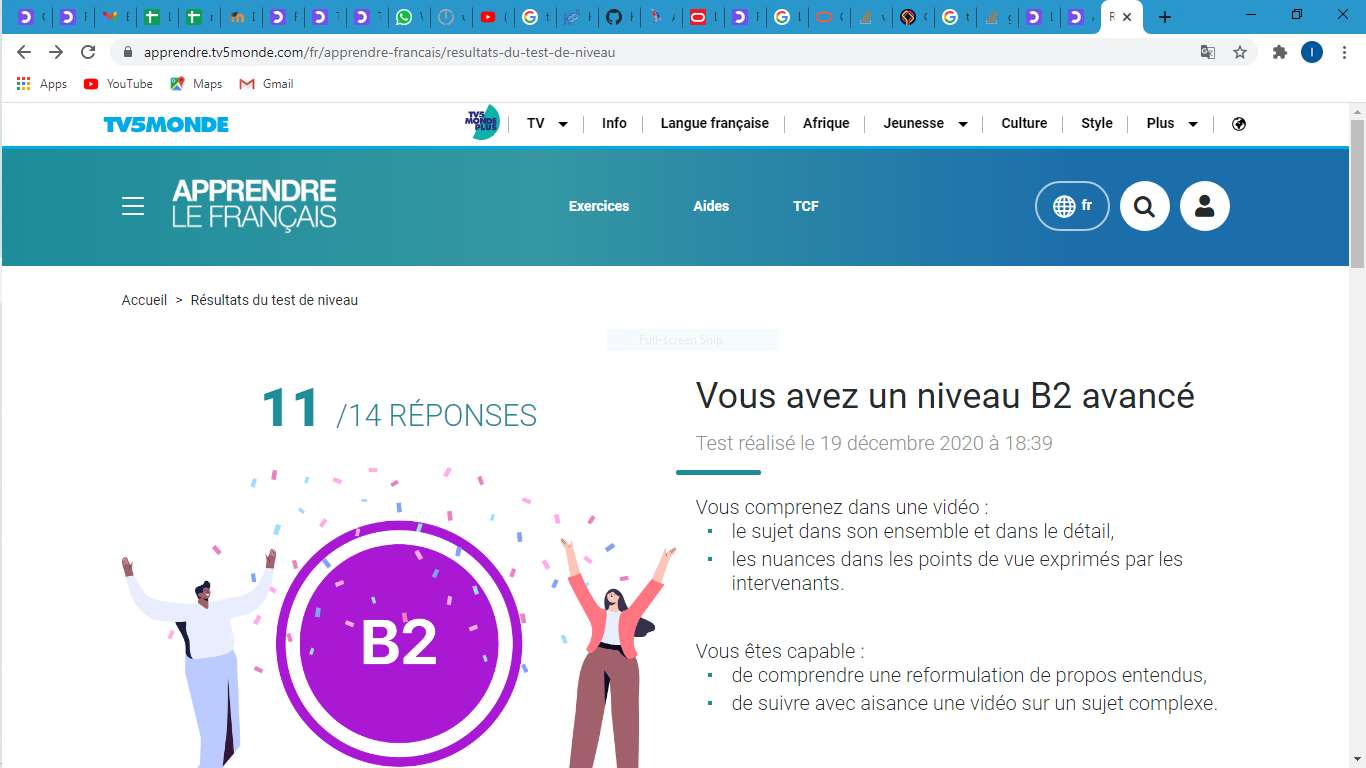 apprendre.tv5monde.com/fr/apprendre-francais/resultats-du-test-de-niveau
Apps YouTube Maps Gmail
TV5MONDE TV5 MONDE PLUS TV Info Langue française Afrique Jeunesse Culture Style Plus
APPRENDRE
LE FRANÇAIS
Exercices Aides TCF fr
Accueil > Résultats du test de niveau
Full-screen Snip
11 /14 RÉPONSES
B2
Vous avez un niveau B2 avancé
Test réalisé le 19 décembre 2020 à 18:39
Vous comprenez dans une vidéo :
le sujet dans son ensemble et dans le détail,
les nuances dans les points de vue exprimés par les
intervenants.
Vous êtes capable :
de comprendre une reformulation de propos entendus,
de suivre avec aisance une vidéo sur un sujet complexe.